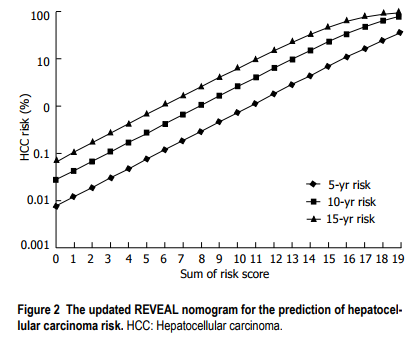 100
10
0
0.1
0.01
0.001
HCC risk (%)
5-yr risk
10-yr risk
15-yr risk
0 1 2 3 4 5 6 7 8 9 10 11 12 13 14 15 16 17 18 19
Sum of risk score
Figure 2 The updated REVEAL nomogram for the prediction of hepatocel-
lular carcinoma risk. HCC: Hepatocellular carcinoma.